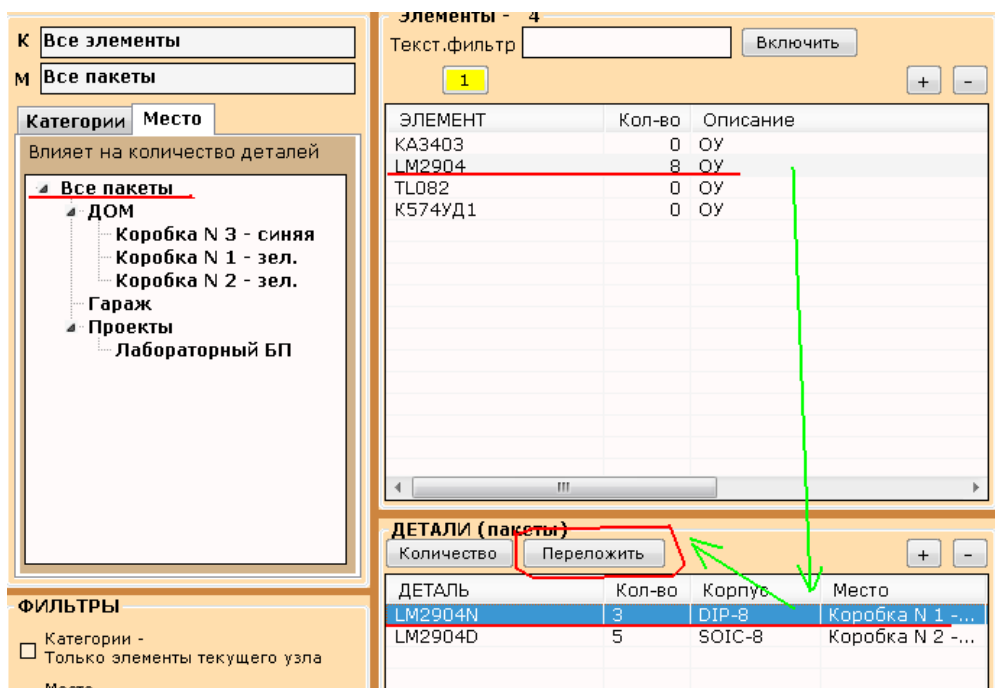 К Все элементы
М Все пакеты
Категории Место
Влияет на количество деталей
Все пакеты
ДОМ
Коробка N 3 - синяя
Коробка N 1 - зел.
Коробка N 2 - зел.
Гараж
Проекты
Лабораторный БП
ФИЛЬТРЫ
Категории -
Только элементы текущего узла
Место
Элементы - 4
Текст.фильтр Включить
1 + -
ЭЛЕМЕНТ Кол-во Описание
KA3403 0 ОУ
LM2904 8 ОУ
TL082 0 ОУ
К574УД1 0 ОУ
ДЕТАЛИ (пакеты)
Количество Переложить + -
ДЕТАЛЬ Кол-во Корпус Место
LM2904N 3 DIP-8 Коробка N 1 -...
LM2904D 5 SOIC-8 Коробка N 2 -...